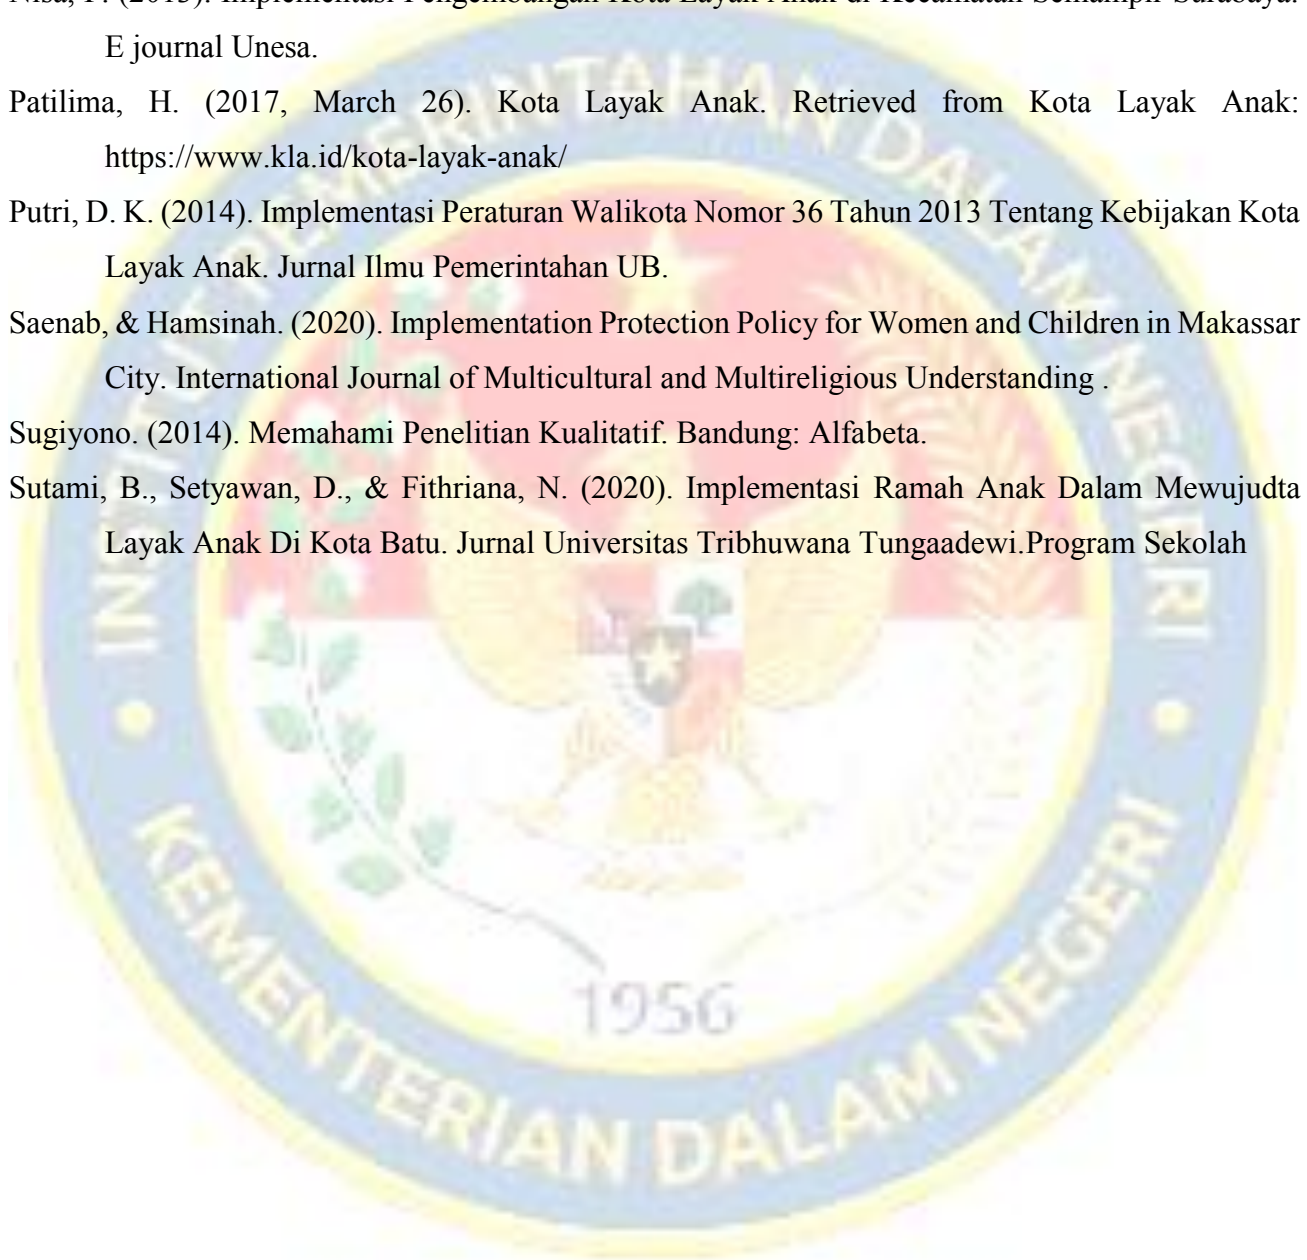 Nisa, F. (2015). Implementasi Pengembangan Kota Layak Anak di Kecamatan Semampir Surabaya.
E journal Unesa.
Patilima, H. (2017, March 26). Kota Layak Anak. Retrieved from Kota Layak Anak:
https://www.kla.id/kota-layak-anak/
Putri, D. K. (2014). Implementasi Peraturan Walikota Nomor 36 Tahun 2013 Tentang Kebijakan Kota
Layak Anak. Jurnal Ilmu Pemerintahan UB.
Saenab, & Hamsinah. (2020). Implementation Protection Policy for Women and Children in Makassar
City. International Journal of Multicultural and Multireligious Understanding .
Sugiyono. (2014). Memahami Penelitian Kualitatif. Bandung: Alfabeta.
Sutami, B., Setyawan, D., & Fithriana, N. (2020). Implementasi Ramah Anak Dalam Mewujudta
Layak Anak Di Kota Batu. Jurnal Universitas Tribhuwana Tungaadewi.Program Sekolah
INSTITUT PEMERINTAHAN DALAM NEGERI
1956
KEMENTERIAN DALAM NEGERI